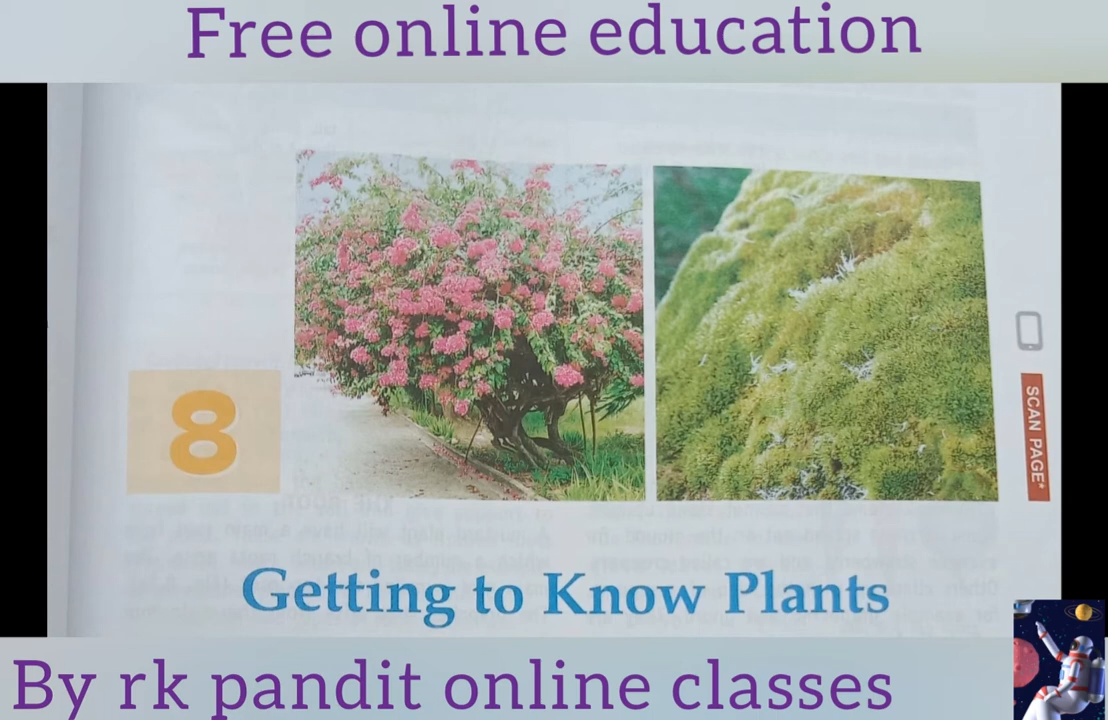 Free online education
8
SCAN PAGE*
Getting to Know Plants
By rk pandit online classes